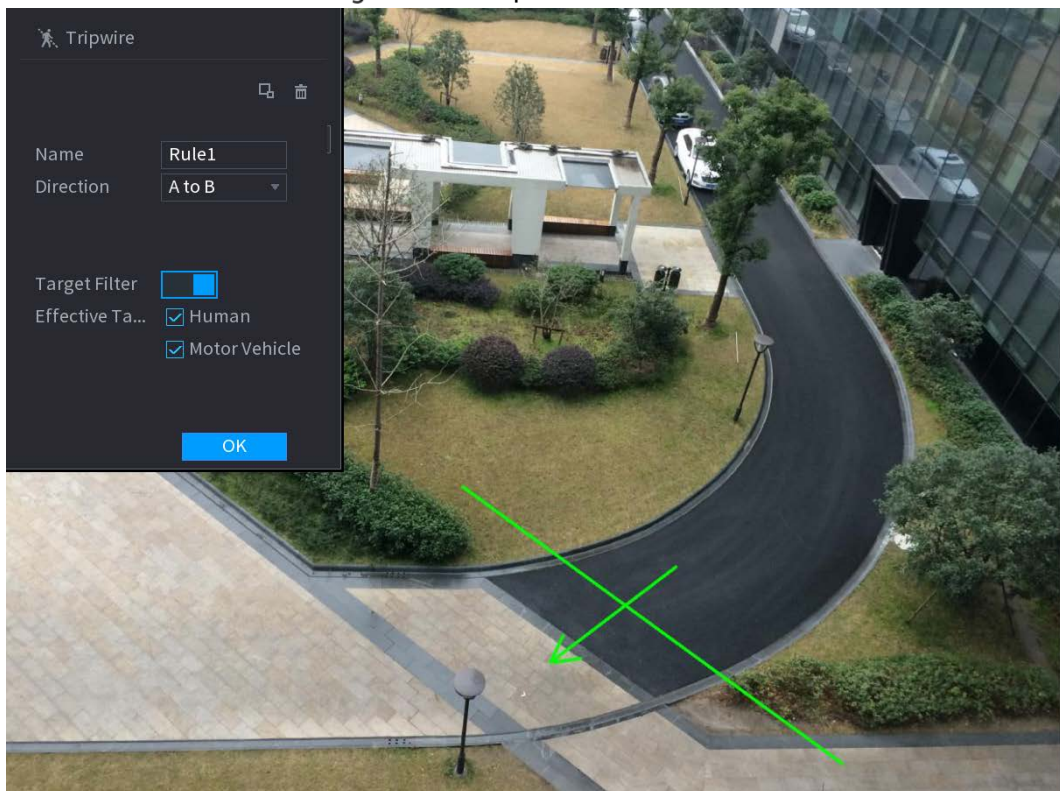 Tripwire
Name Rule1
Direction A to B
Target Filter
Effective Ta... Human
Motor Vehicle
OK